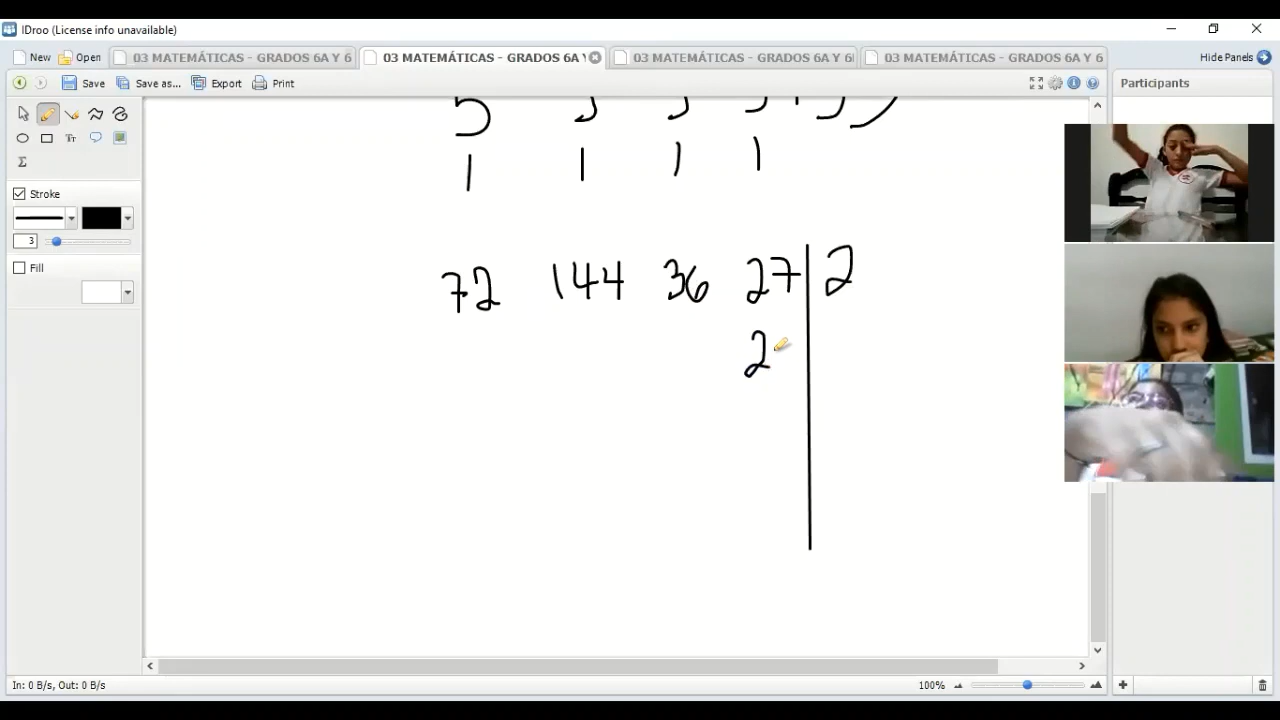 IDroo (License info unavailable)
New Open 03 MATEMÁTICAS - GRADOS 6A Y 6 03 MATEMÁTICAS - GRADOS 6A Y 03 MATEMÁTICAS - GRADOS 6A Y 6 03 MATEMÁTICAS - GRADOS 6A Y 6 Hide Panels
Save Save as... Export Print Participants
Tr
Σ
Stroke
3
Fill
1 1 1 1
72 144 36 27 2
2
100%
In: 0 B/s, Out: 0 B/s